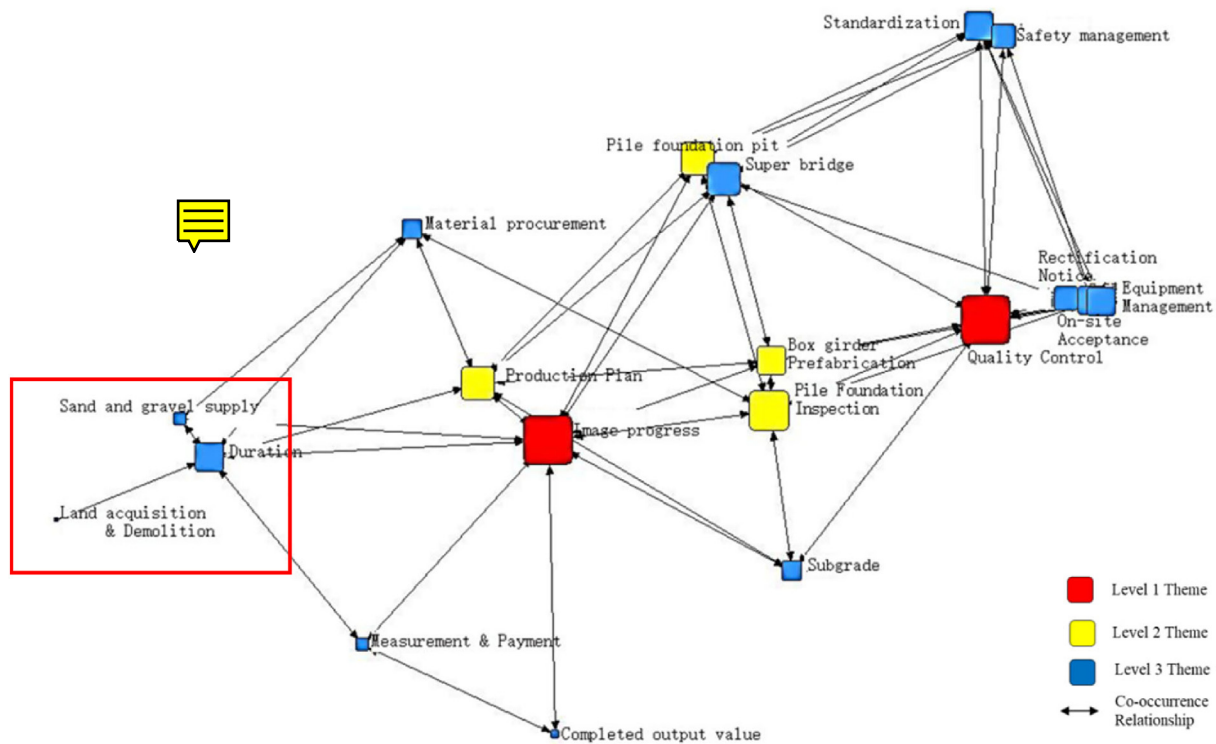 Standardization
Safety management
Pile foundation pit
Super bridge
Material procurement
Rectification
Notice
Equipment
Management
On-site
Acceptance
Quality Control
Box girder
Prefabrication
Production Plan
Pile Foundation
Inspection
Sand and gravel supply
Image progress
Duration
Land acquisition
& Demolition
Subgrade
Level 1 Theme
Level 2 Theme
Measurement & Payment
Level 3 Theme
Co-occurrence
Relationship
Completed output value